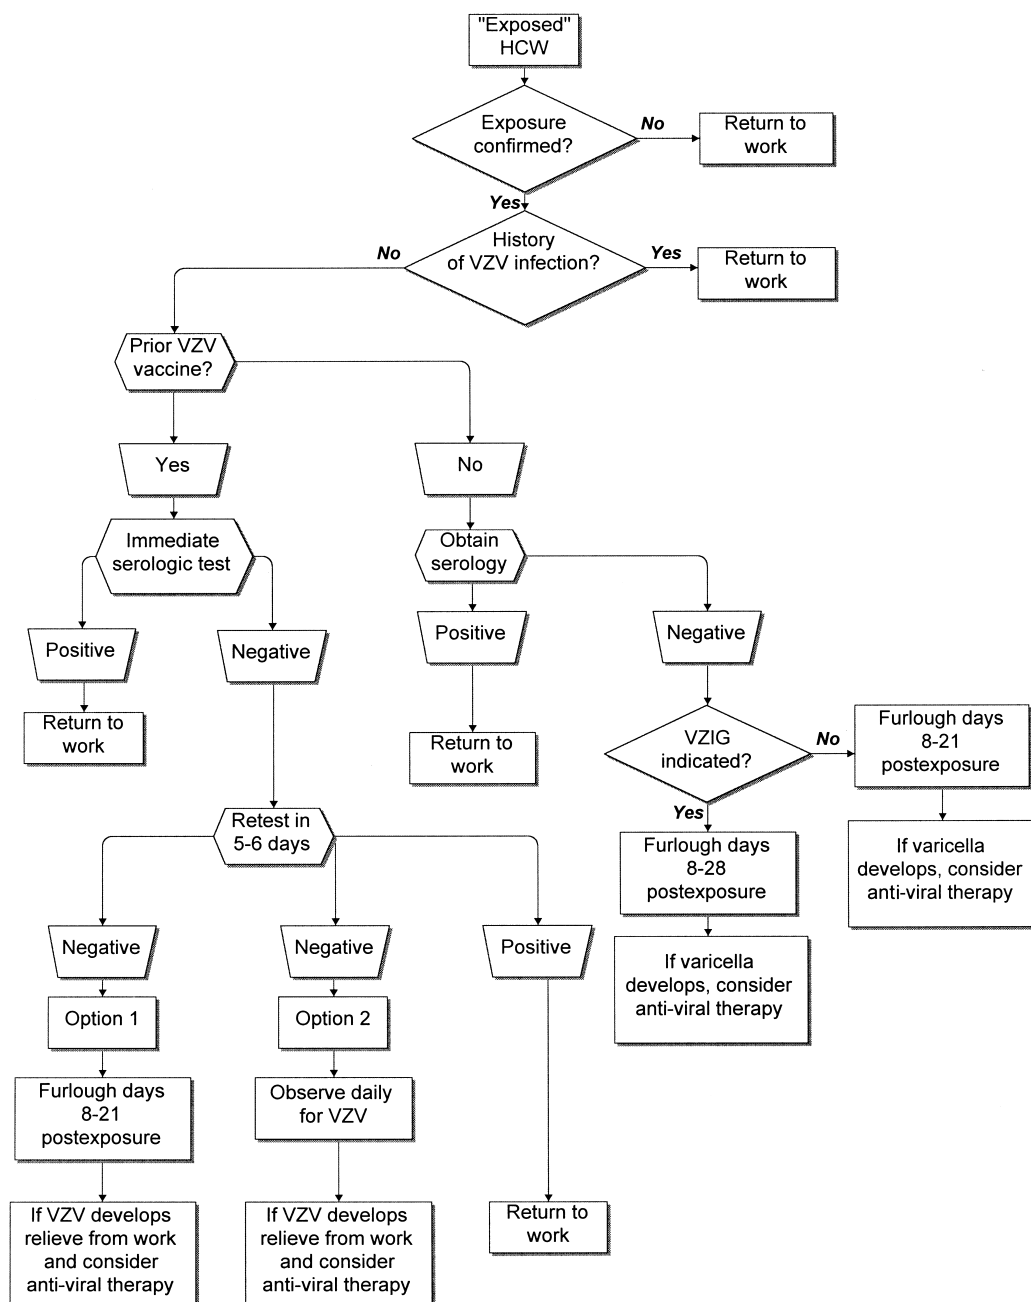 "Exposed"
HCW
Exposure
confirmed?
No
Return to
work
Yes
History
of VZV infection?
No
Yes
Return to
work
Prior VZV
vaccine?
Yes
No
Immediate
serologic test
Obtain
serology
Positive
Negative
Positive
Negative
Return to
work
Return to
work
VZIG
indicated?
No
Furlough days
8-21
postexposure
Yes
Retest in
5-6 days
Furlough days
8-28
postexposure
If varicella
develops, consider
anti-viral therapy
Negative
Negative
Positive
If varicella
develops, consider
anti-viral therapy
Option 1
Option 2
Furlough days
8-21
postexposure
Observe daily
for VZV
If VZV develops
relieve from work
and consider
anti-viral therapy
If VZV develops
relieve from work
and consider
anti-viral therapy
Return to
work